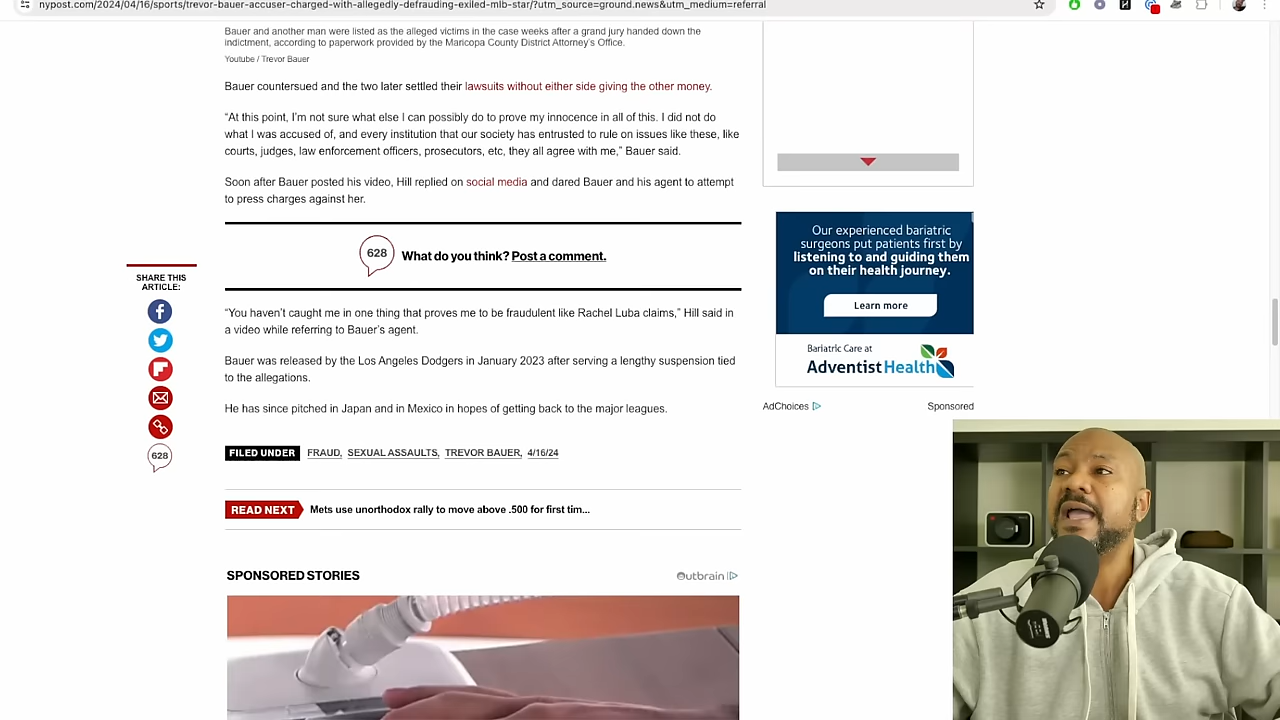 nypost.com/2024/04/16/sports/trevor-bauer-accuser-charged-with-allegedly-defrauding-exiled-mlb-star/?utm_source=ground.news&utm_medium=referral
Bauer and another man were listed as the alleged victims in the case weeks after a grand jury handed down the
indictment, according to paperwork provided by the Maricopa County District Attorney's Office.
Youtube / Trevor Bauer
Bauer countersued and the two later settled their lawsuits without either side giving the other money.
“At this point, I’m not sure what else I can possibly do to prove my innocence in all of this. I did not do
what I was accused of, and every institution that our society has entrusted to rule on issues like these, like
courts, judges, law enforcement officers, prosecutors, etc, they all agree with me,” Bauer said.
Soon after Bauer posted his video, Hill replied on social media and dared Bauer and his agent to attempt
to press charges against her.
628
What do you think? Post a comment.
“You haven’t caught me in one thing that proves me to be fraudulent like Rachel Luba claims,” Hill said in
a video while referring to Bauer’s agent.
Bauer was released by the Los Angeles Dodgers in January 2023 after serving a lengthy suspension tied
to the allegations.
He has since pitched in Japan and in Mexico in hopes of getting back to the major leagues.
FILED UNDER FRAUD, SEXUAL ASSAULTS, TREVOR BAUER, 4/16/24
READ NEXT Mets use unorthodox rally to move above .500 for first tim...
SPONSORED STORIES
Outbrain
SHARE THIS
ARTICLE:
628
Our experienced bariatric
surgeons put patients first by
listening to and guiding them
on their health journey.
Learn more
Bariatric Care at
AdventistHealth
AdChoices
Sponsored